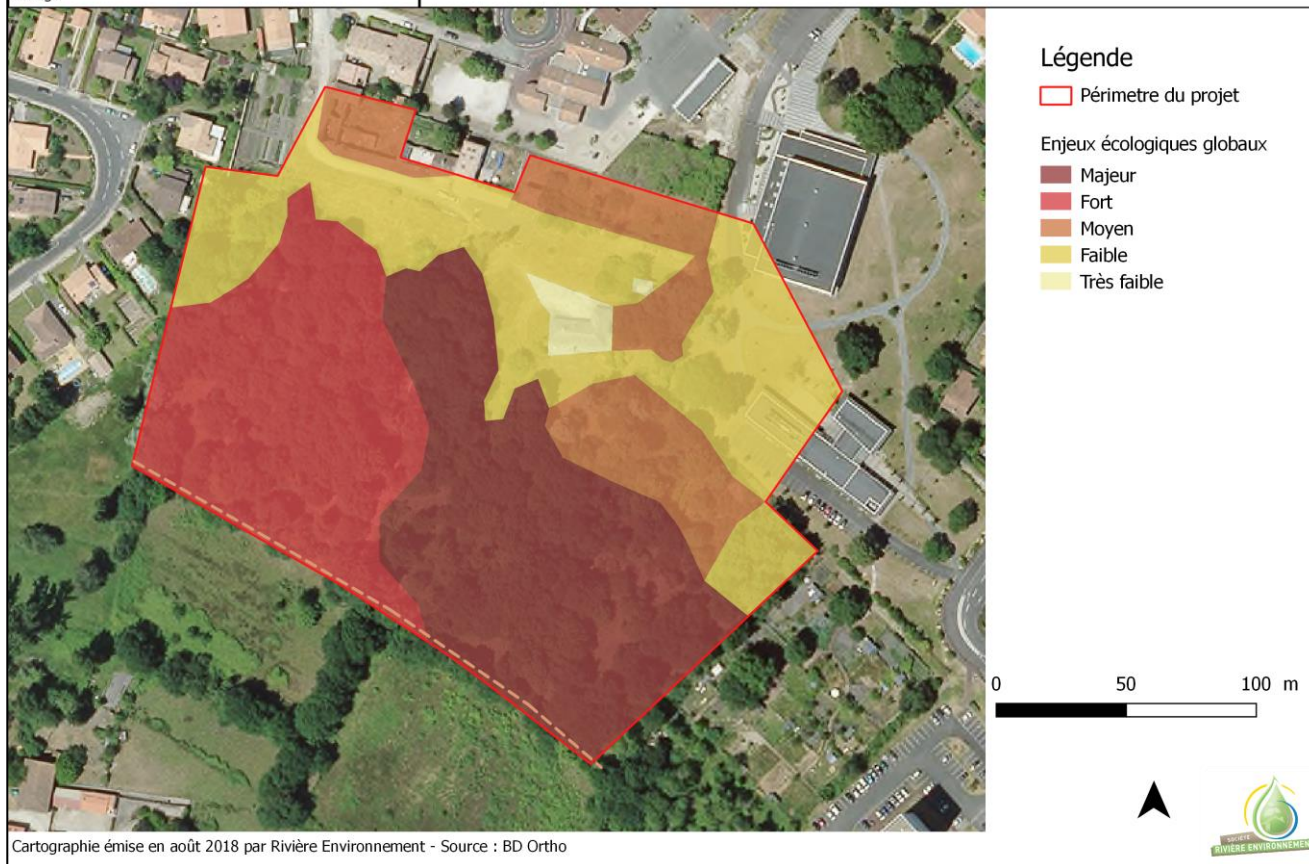 Légende
Périmetre du projet
Enjeux écologiques globaux
Majeur
Fort
Moyen
Faible
Très faible
0 50 100 m
SOCIÉTÉ
RIVIÈRE ENVIRONNEMENT
Cartographie émise en août 2018 par Rivière Environnement - Source : BD Ortho